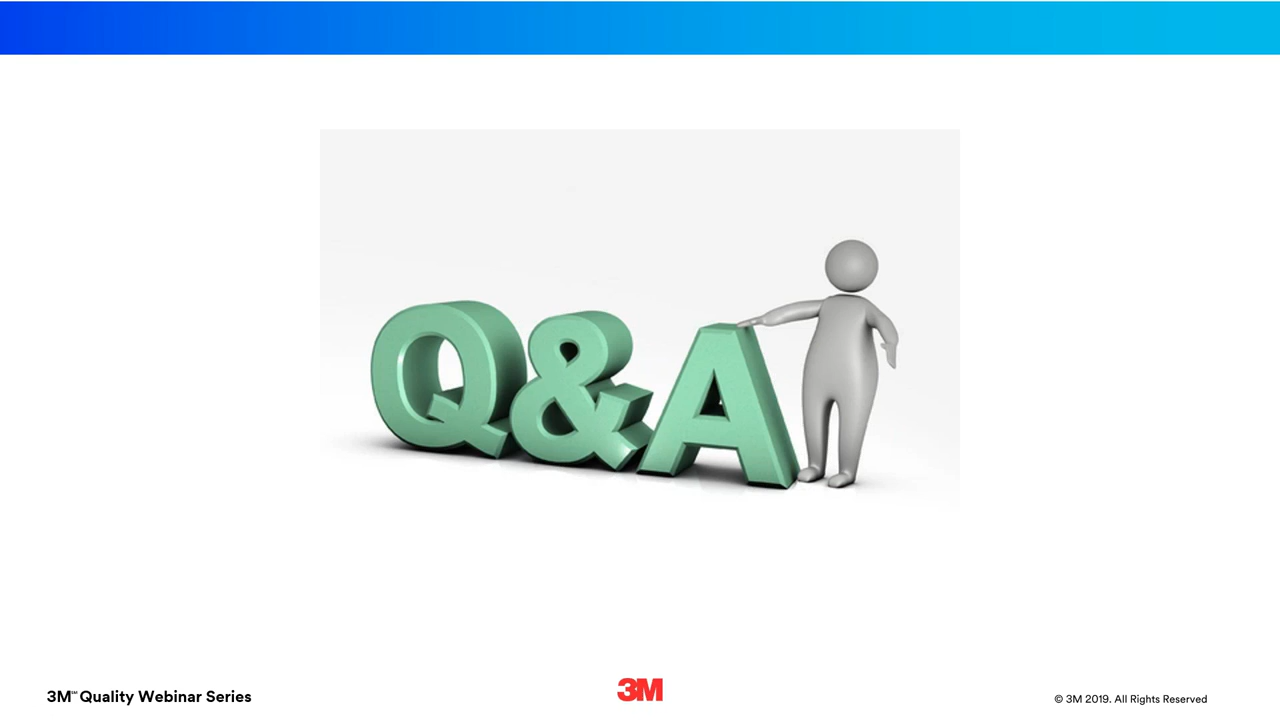 Q&A
3M℠ Quality Webinar Series
3M
© 3M 2019. All Rights Reserved